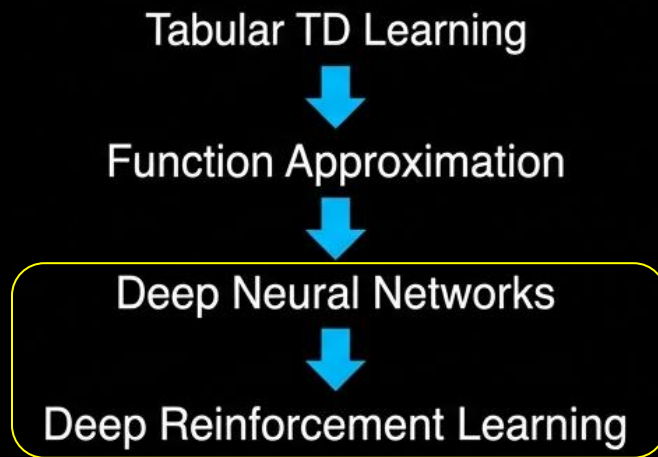 Tabular TD Learning
Function Approximation
Deep Neural Networks
Deep Reinforcement Learning